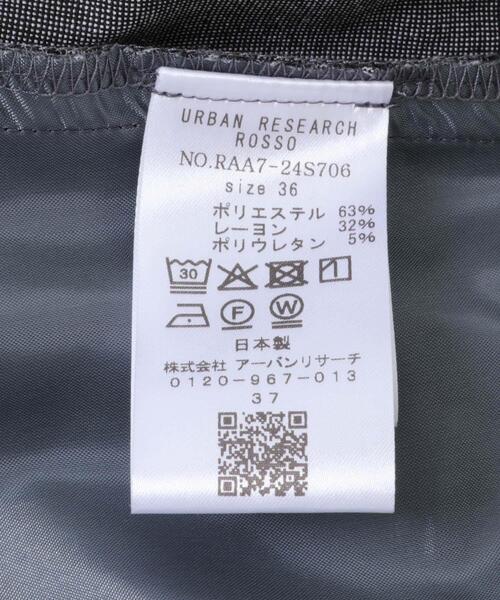 URBAN RESEARCH
ROSSO
NO.RAA7-24S706
size 36
ポリエステル 63%
レーヨン 32%
ポリウレタン 5%
30
F W
日本製
株式会社 アーバンリサーチ
0120-967-013
37